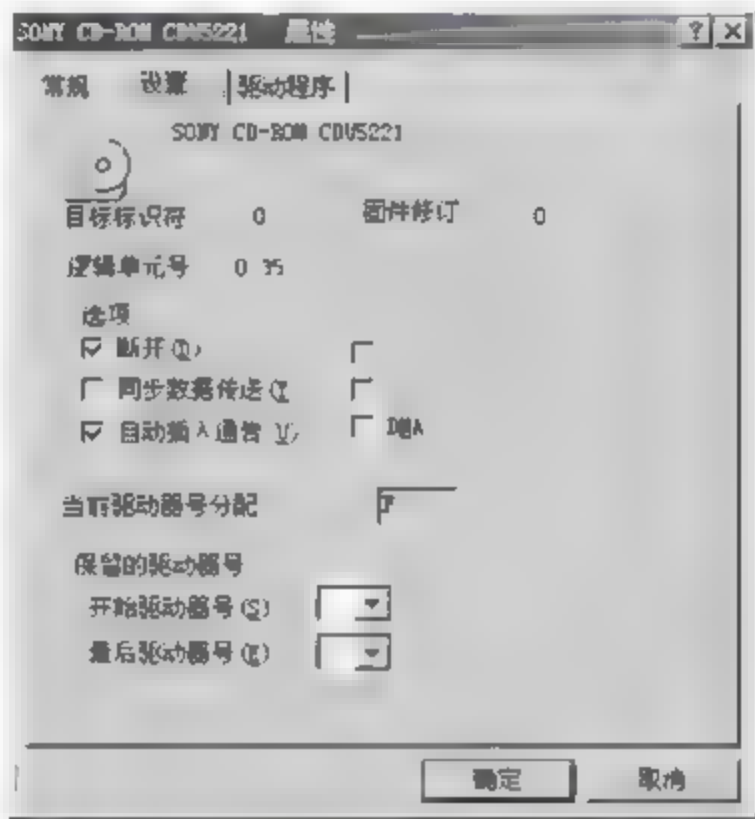 SONY CD-ROM CDU5221 属性
常规 设置 驱动程序
SONY CD-ROM CDU5221
目标标识符 0 固件修订 0
逻辑单元号 0 35
选项
断开(D)
同步数据传送(T
自动插入通告 DMA
当前驱动器号分配 F
保留的驱动器号
开始驱动器号(S)
最后驱动器号(E)
确定 取消